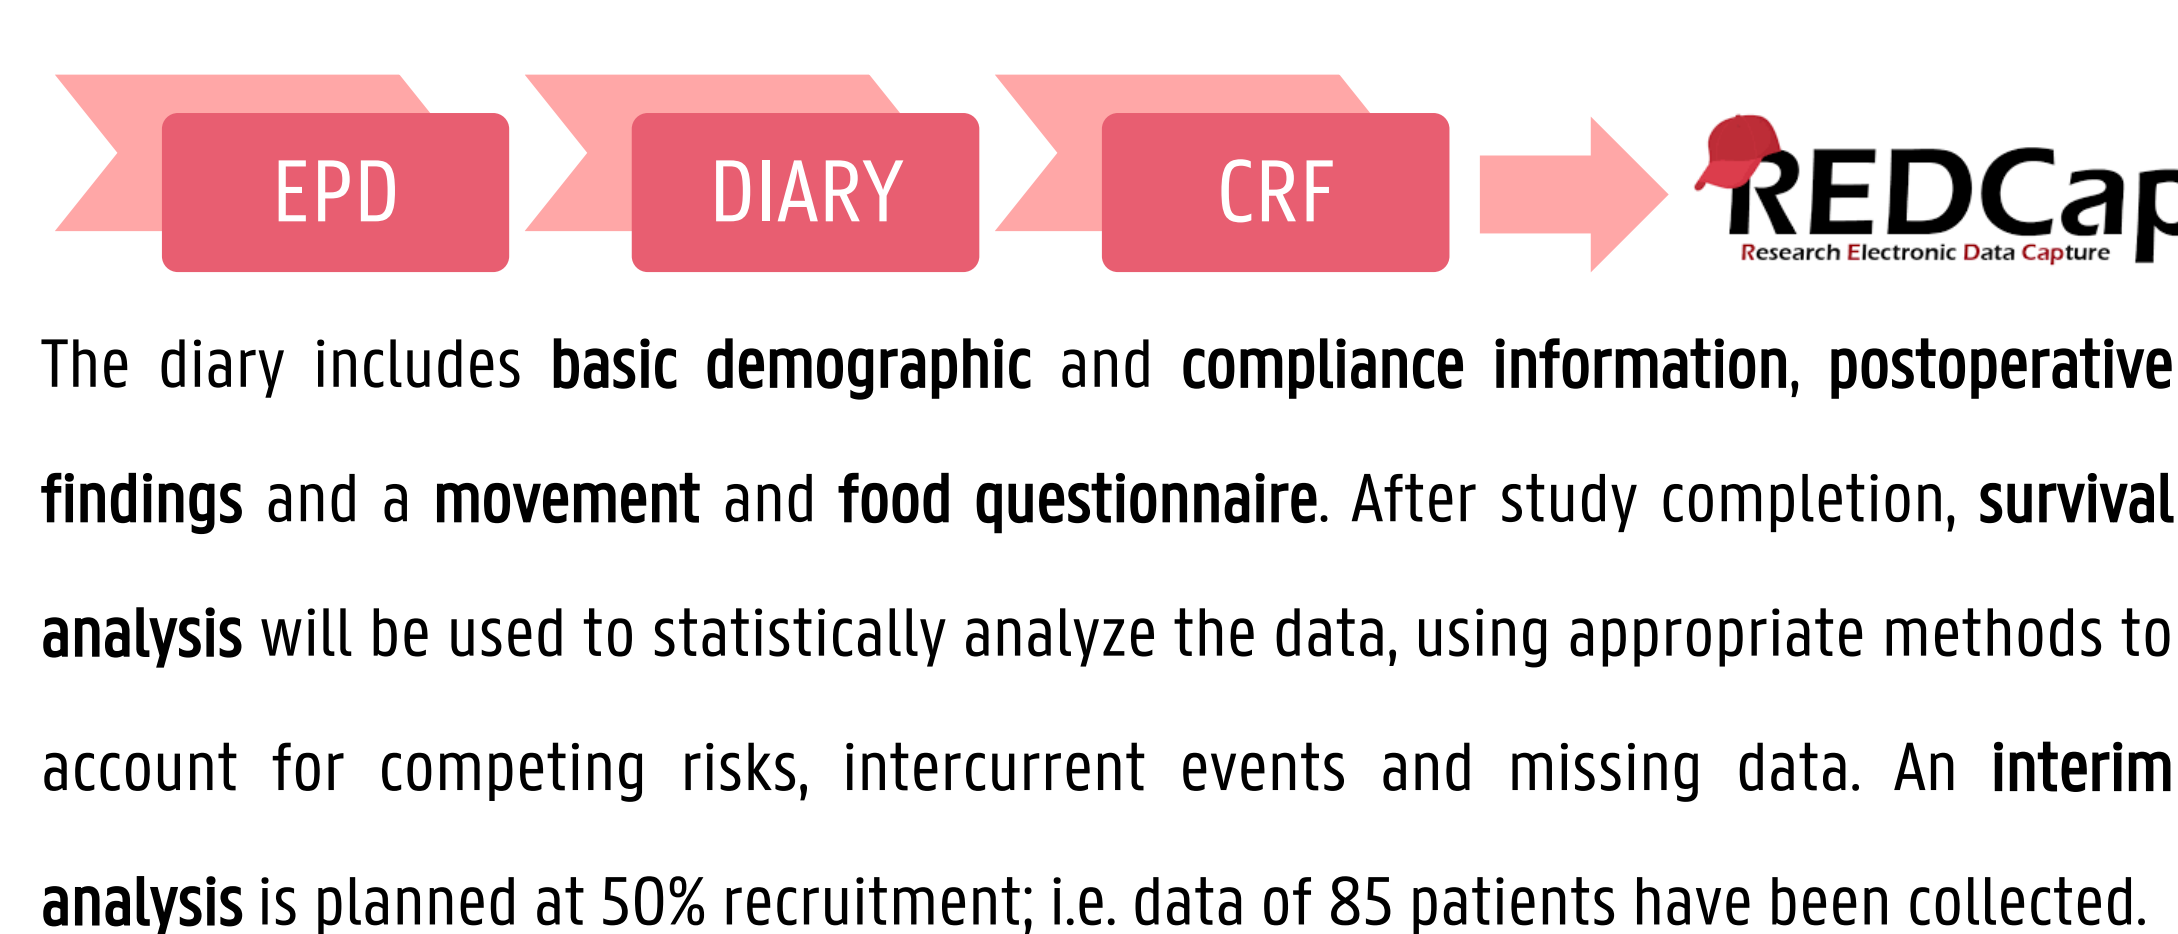 EPD DIARY CRF REDCap
Research Electronic Data Capture
The diary includes basic demographic and compliance information, postoperative
findings and a movement and food questionnaire. After study completion, survival
analysis will be used to statistically analyze the data, using appropriate methods to
account for competing risks, intercurrent events and missing data. An interim
analysis is planned at 50% recruitment; i.e. data of 85 patients have been collected.